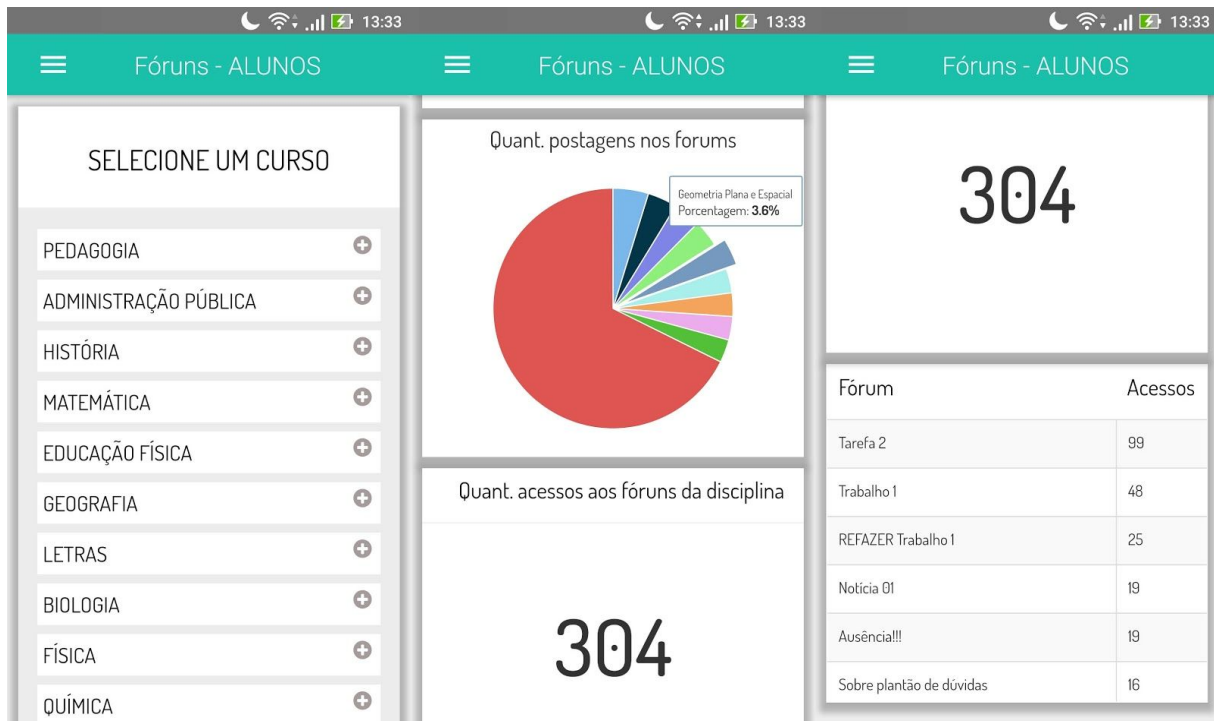 13:33
Fóruns - ALUNOS
SELECIONE UM CURSO
PEDAGOGIA
ADMINISTRAÇÃO PÚBLICA
HISTÓRIA
MATEMÁTICA
EDUCAÇÃO FÍSICA
GEOGRAFIA
LETRAS
BIOLOGIA
FÍSICA
QUÍMICA
13:33
Fóruns - ALUNOS
Quant. postagens nos forums
Geometria Plana e Espacial
Porcentagem: 3.6%
Quant. acessos aos fóruns da disciplina
304
13:33
Fóruns - ALUNOS
304
Fórum Acessos
Tarefa 2 99
Trabalho 1 48
REFAZER Trabalho 1 25
Notícia 01 19
Ausência!!! 19
Sobre plantão de dúvidas 16